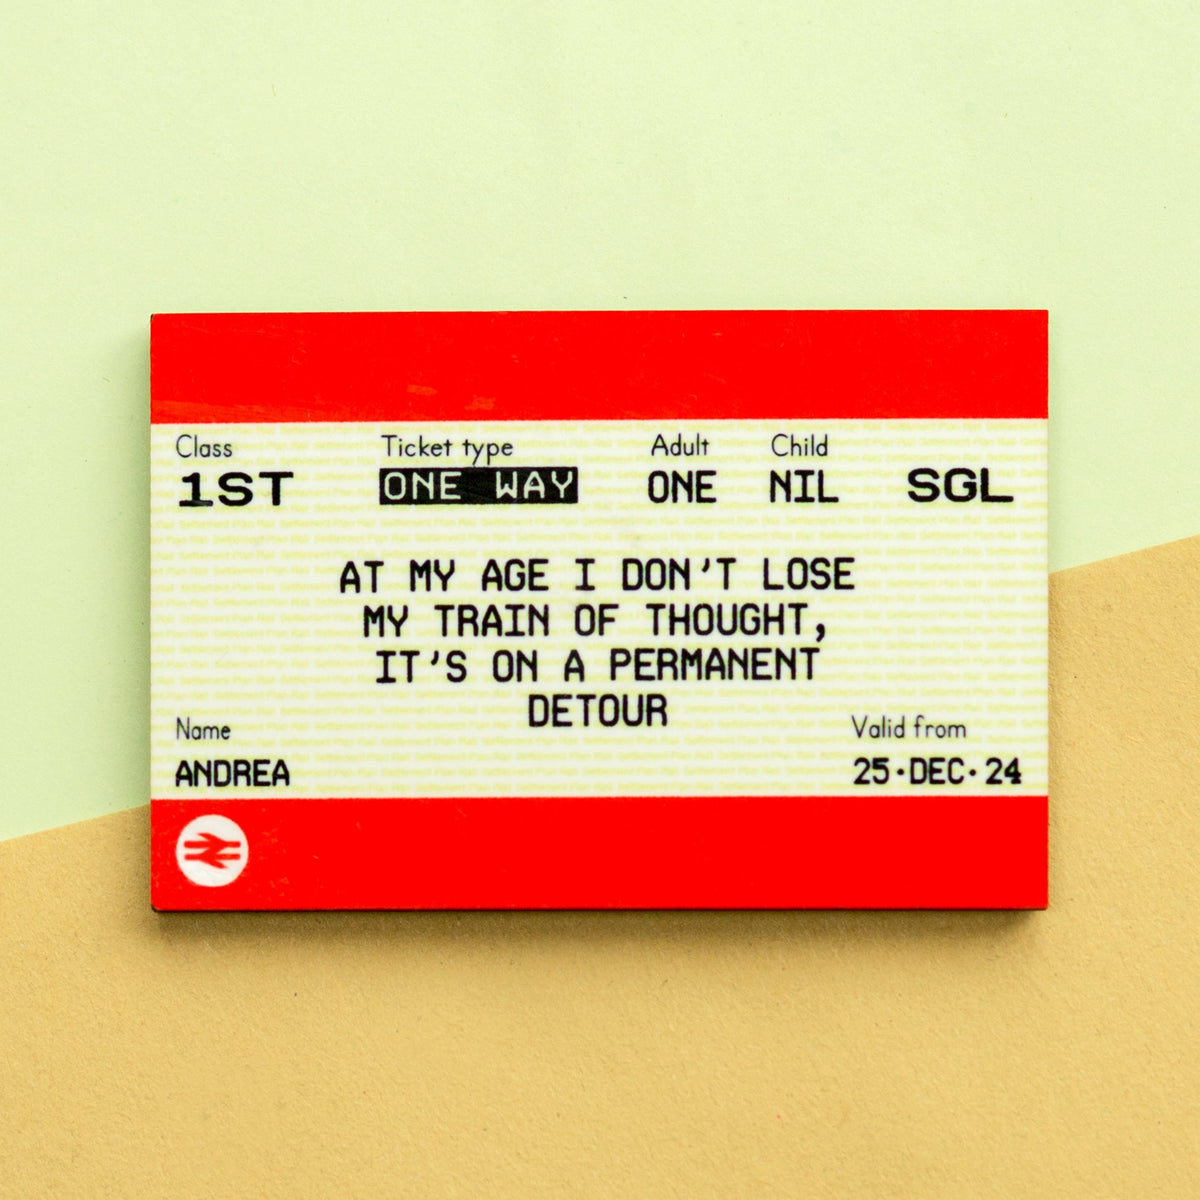 Class Ticket type Adult Child
1ST ONE WAY ONE NIL SGL
AT MY AGE I DON'T LOSE
MY TRAIN OF THOUGHT,
IT'S ON A PERMANENT
DETOUR
Name Valid from
ANDREA 25·DEC·24